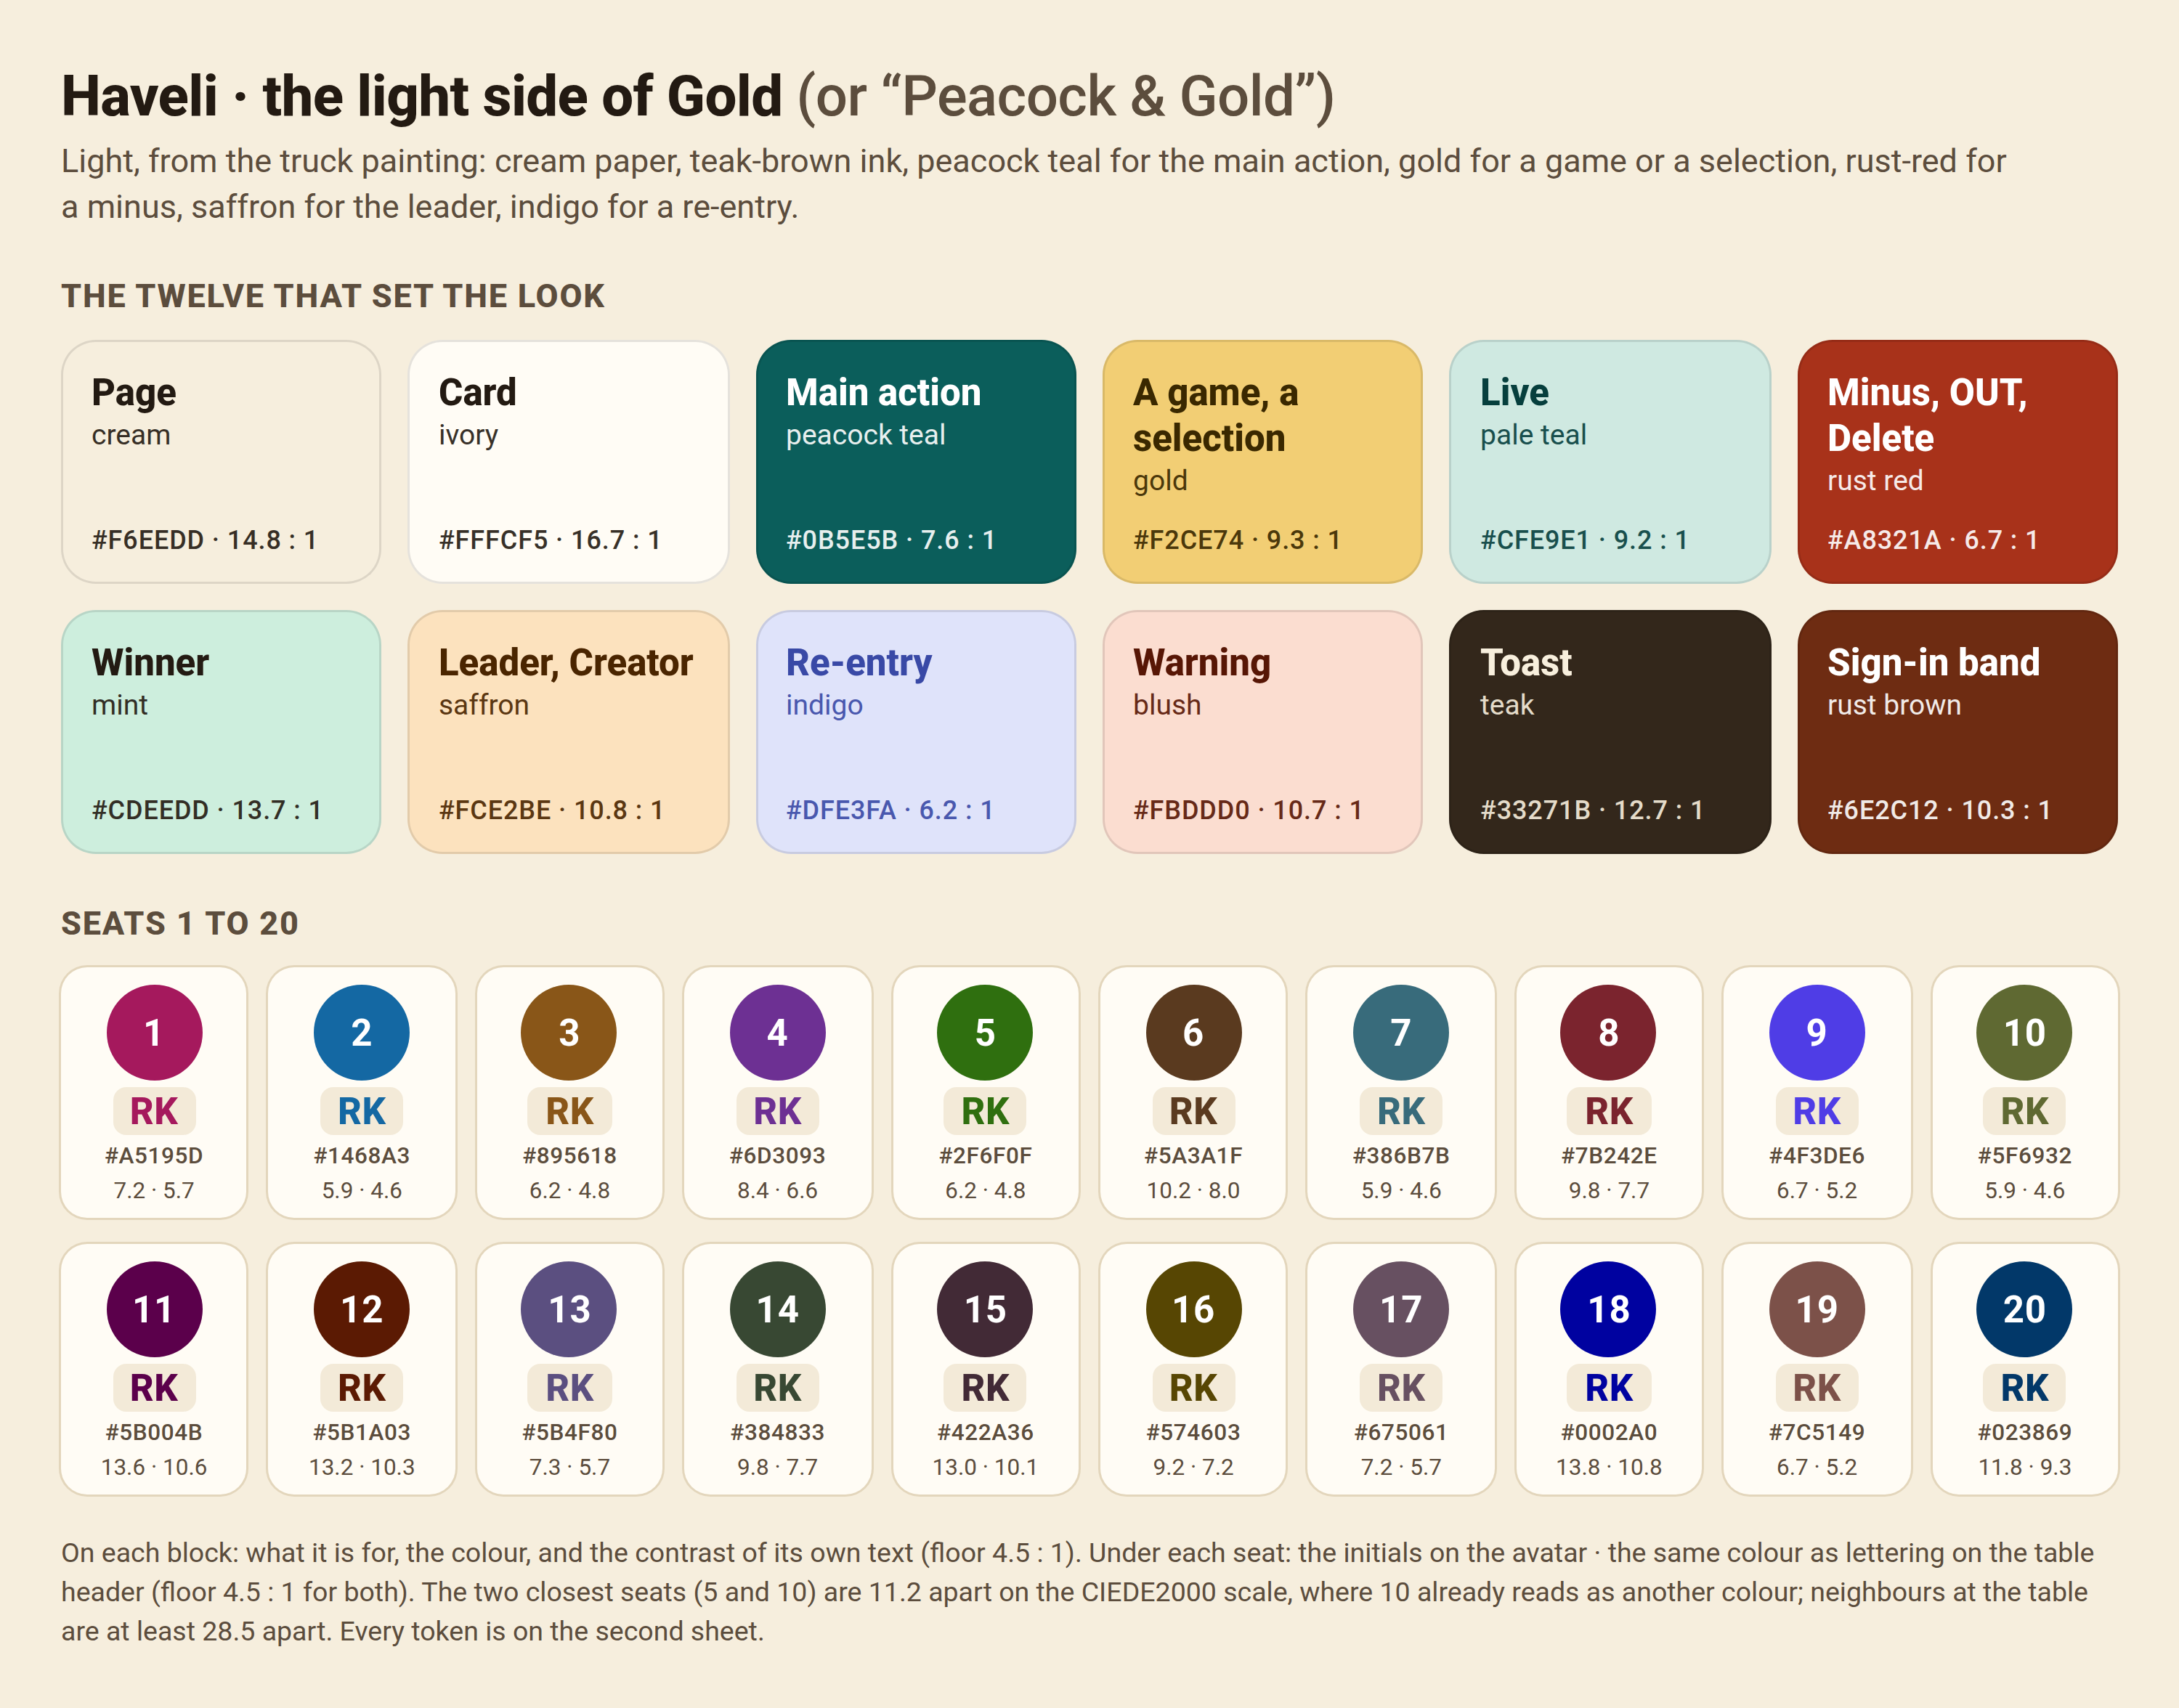 Haveli · the light side of Gold (or “Peacock & Gold”)
Light, from the truck painting: cream paper, teak-brown ink, peacock teal for the main action, gold for a game or a selection, rust-red for
a minus, saffron for the leader, indigo for a re-entry.
THE TWELVE THAT SET THE LOOK
Page
cream
#F6EEDD · 14.8 : 1
Card
ivory
#FFFCF5 · 16.7 : 1
Main action
peacock teal
#0B5E5B · 7.6 : 1
A game, a
selection
gold
#F2CE74 · 9.3 : 1
Live
pale teal
#CFE9E1 · 9.2 : 1
Minus, OUT,
Delete
rust red
#A8321A · 6.7 : 1
Winner
mint
#CDEEDD · 13.7 : 1
Leader, Creator
saffron
#FCE2BE · 10.8 : 1
Re-entry
indigo
#DFE3FA · 6.2 : 1
Warning
blush
#FBDDD0 · 10.7 : 1
Toast
teak
#33271B · 12.7 : 1
Sign-in band
rust brown
#6E2C12 · 10.3 : 1
SEATS 1 TO 20
1
RK
#A5195D
7.2 · 5.7
2
RK
#1468A3
5.9 · 4.6
3
RK
#895618
6.2 · 4.8
4
RK
#6D3093
8.4 · 6.6
5
RK
#2F6F0F
6.2 · 4.8
6
RK
#5A3A1F
10.2 · 8.0
7
RK
#386B7B
5.9 · 4.6
8
RK
#7B242E
9.8 · 7.7
9
RK
#4F3DE6
6.7 · 5.2
10
RK
#5F6932
5.9 · 4.6
11
RK
#5B004B
13.6 · 10.6
12
RK
#5B1A03
13.2 · 10.3
13
RK
#5B4F80
7.3 · 5.7
14
RK
#384833
9.8 · 7.7
15
RK
#422A36
13.0 · 10.1
16
RK
#574603
9.2 · 7.2
17
RK
#675061
7.2 · 5.7
18
RK
#0002A0
13.8 · 10.8
19
RK
#7C5149
6.7 · 5.2
20
RK
#023869
11.8 · 9.3
On each block: what it is for, the colour, and the contrast of its own text (floor 4.5 : 1). Under each seat: the initials on the avatar · the same colour as lettering on the table
header (floor 4.5 : 1 for both). The two closest seats (5 and 10) are 11.2 apart on the CIEDE2000 scale, where 10 already reads as another colour; neighbours at the table
are at least 28.5 apart. Every token is on the second sheet.